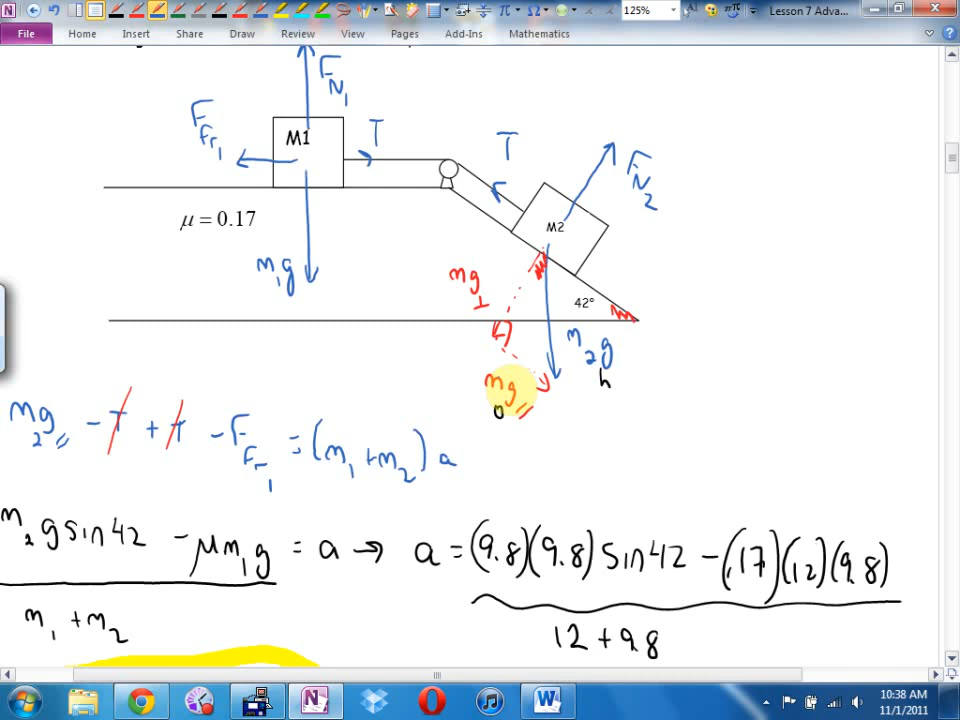 125%
Lesson 7 Adva...
File Home Insert Share Draw Review View Pages Add-Ins Mathematics
F_N1
F_Fr1
M1
T
T
F_N2
μ = 0.17
M2
m₁g
mg⊥
42°
m₂g
h
mg=
o
m₂g= - T + T - F_Fr1 = (m₁ + m₂) a
m₂ g sin 42 - μm₁g = a → a = (9.8)(9.8) sin 42 - (.17)(12)(9.8)
m₁ + m₂
12 + 9.8
10:38 AM
11/1/2011